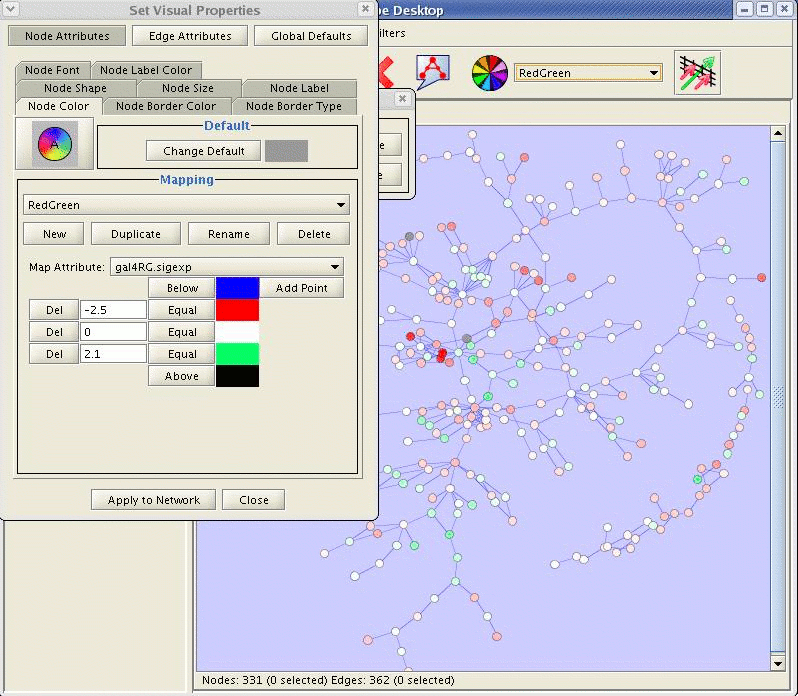 Set Visual Properties
pe Desktop
Node Attributes Edge Attributes Global Defaults
ilters
Node Font Node Label Color
Node Shape Node Size Node Label
Node Color Node Border Color Node Border Type
RedGreen
Default
A
Change Default
e
e
Mapping
RedGreen
New Duplicate Rename Delete
Map Attribute: gal4RG.sigexp
Below Add Point
Del -2.5 Equal
Del 0 Equal
Del 2.1 Equal
Above
Apply to Network Close
Nodes: 331 (0 selected) Edges: 362 (0 selected)